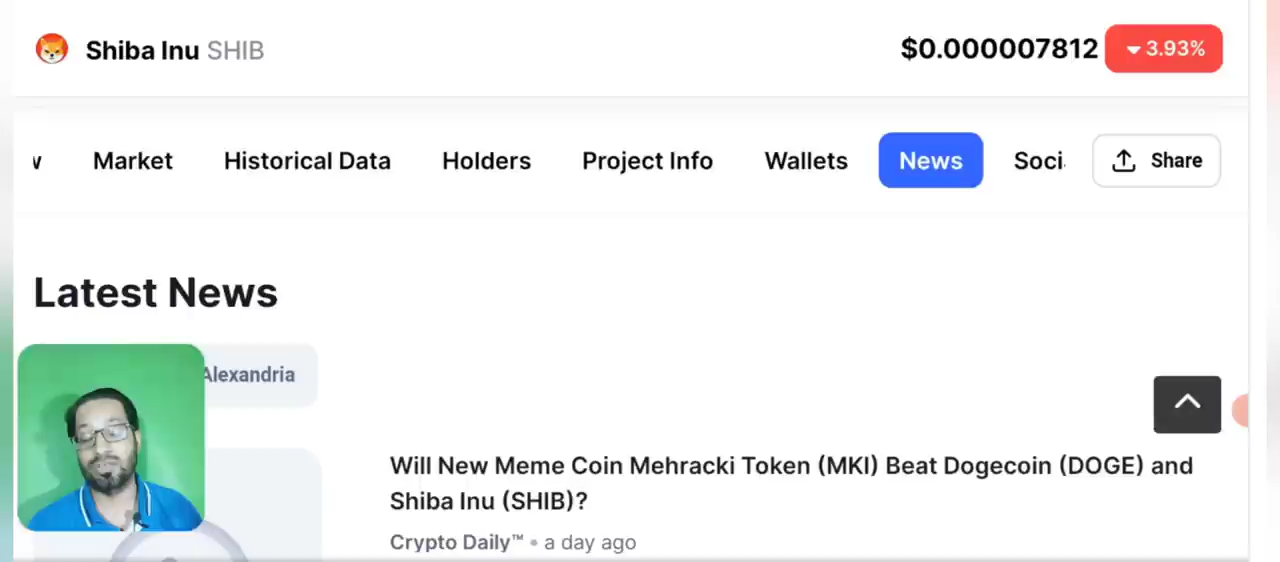 Shiba Inu SHIB
$0.000007812
3.93%
Market
Historical Data
Holders
Project Info
Wallets
News
Soci
Share
Latest News
Alexandria
Will New Meme Coin Mehracki Token (MKI) Beat Dogecoin (DOGE) and
Shiba Inu (SHIB)?
Crypto Daily™ • a day ago